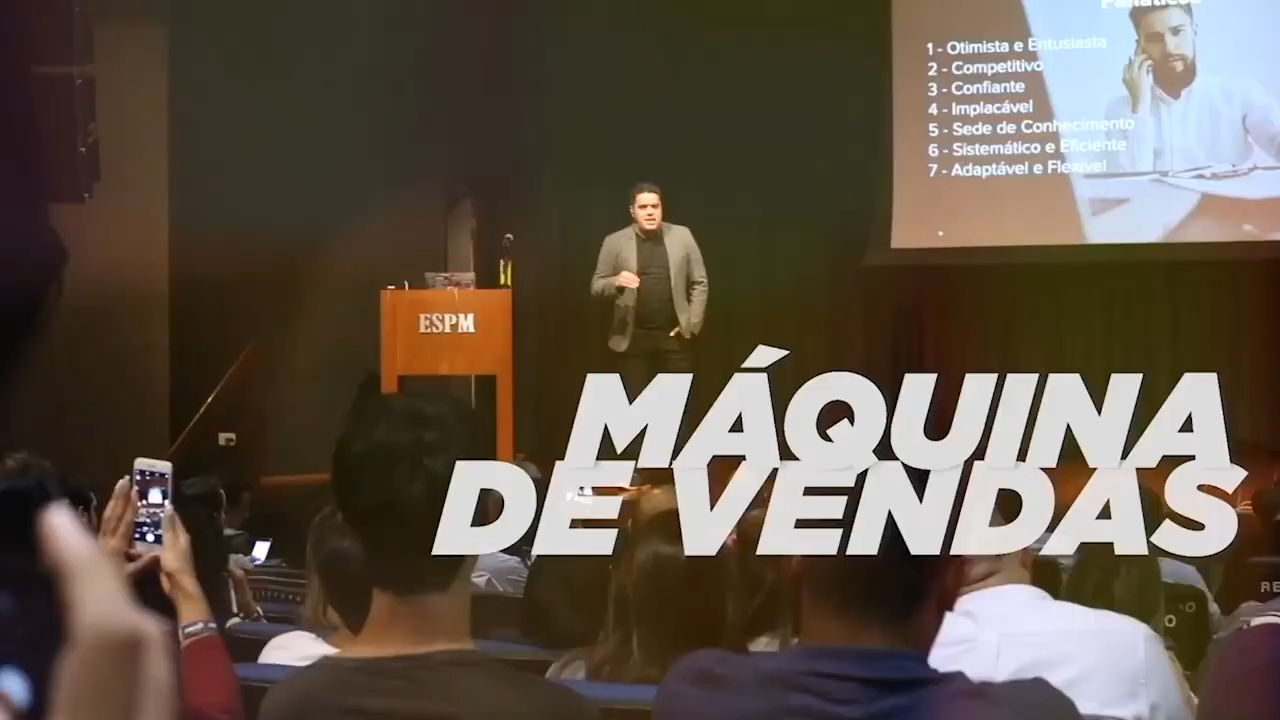 Fanáticos
1 - Otimista e Entusiasta
2 - Competitivo
3 - Confiante
4 - Implacável
5 - Sede de Conhecimento
6 - Sistemático e Eficiente
7 - Adaptável e Flexível
ESPM
MÁQUINA
DE VENDAS